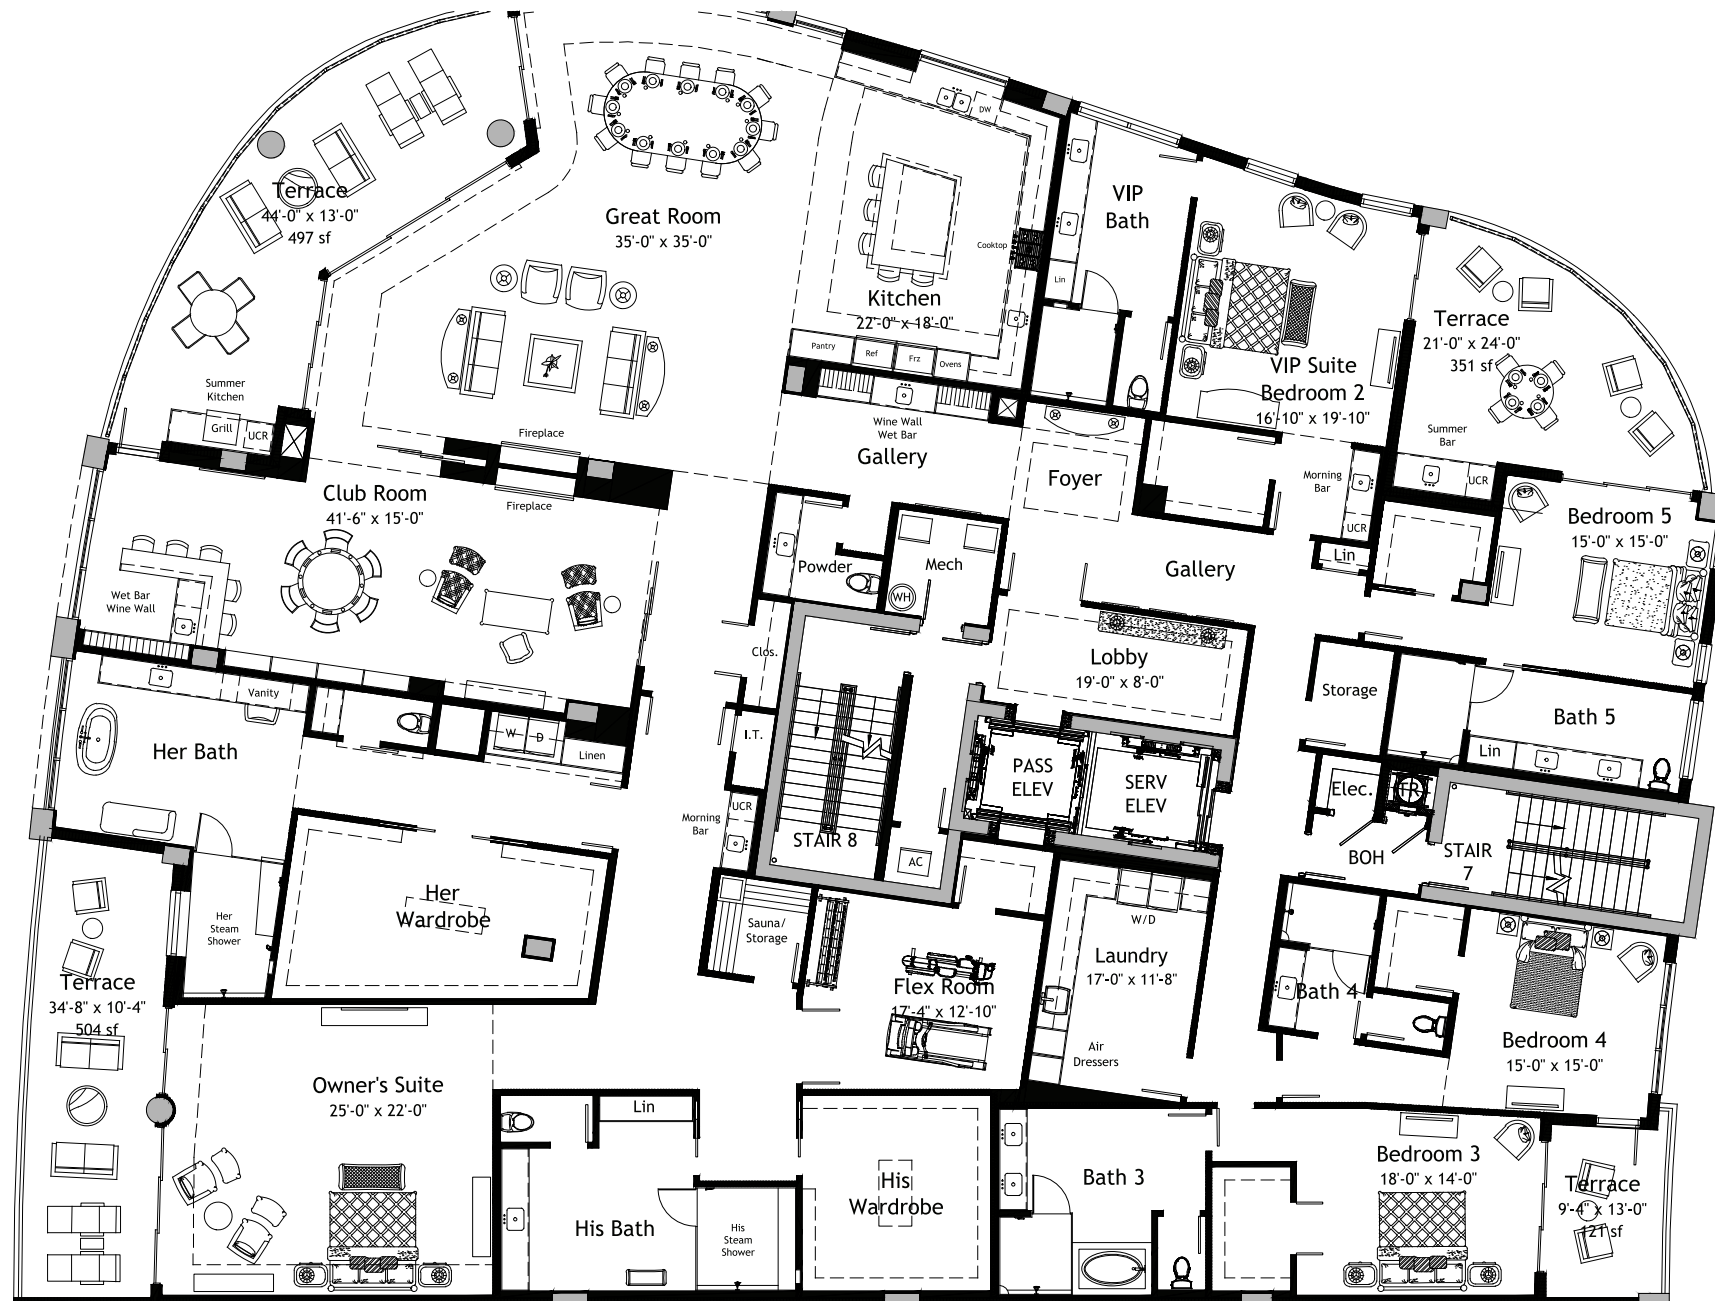 Terrace
44'-0" x 13'-0"
497 sf
Great Room
35'-0" x 35'-0"
DW
Cooktop
Kitchen
22'-0" x 18'-0"
Pantry
Ref
Frz
Ovens
VIP
Bath
Lin
VIP Suite
Bedroom 2
16'-10" x 19'-10"
Terrace
21'-0" x 24'-0"
351 sf
Summer
Bar
UCR
Summer
Kitchen
Grill
UCR
Fireplace
Fireplace
Wine Wall
Wet Bar
Gallery
Foyer
Morning
Bar
UCR
Lin
Club Room
41'-6" x 15'-0"
Wet Bar
Wine Wall
Powder
Mech
WH
Gallery
Bedroom 5
15'-0" x 15'-0"
Clos.
Lobby
19'-0" x 8'-0"
Storage
Bath 5
Lin
Her Bath
Vanity
W
D
Linen
I.T.
UCR
Morning
Bar
STAIR 8
AC
PASS
ELEV
SERV
ELEV
Elec.
TR
BOH
STAIR
7
Her
Wardrobe
Her
Steam
Shower
Sauna/
Storage
Flex Room
17'-4" x 12'-10"
W/D
Laundry
17'-0" x 11'-8"
Air
Dressers
Bath 4
Bedroom 4
15'-0" x 15'-0"
Terrace
34'-8" x 10'-4"
504 sf
Owner's Suite
25'-0" x 22'-0"
Lin
His Bath
His
Steam
Shower
His
Wardrobe
Bath 3
Bedroom 3
18'-0" x 14'-0"
Terrace
9'-4" x 13'-0"
121 sf